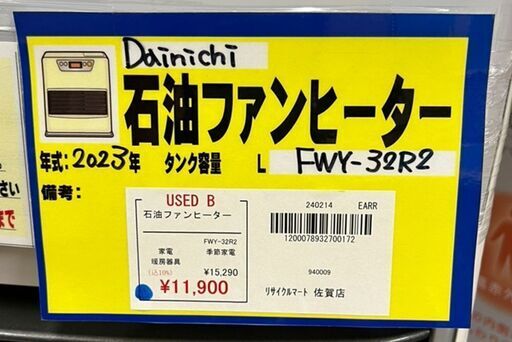 Dainichi
石油ファンヒーター
年式:2023年 タンク容量 L FWY-32R2
備考:
USED B
石油ファンヒーター
FWY-32R2
家電 季節家電
暖房器具
(込10%) ¥15,290
¥11,900
240214 EARR
1200078932700172
940009
リサイクルマート 佐賀店
さい
まで